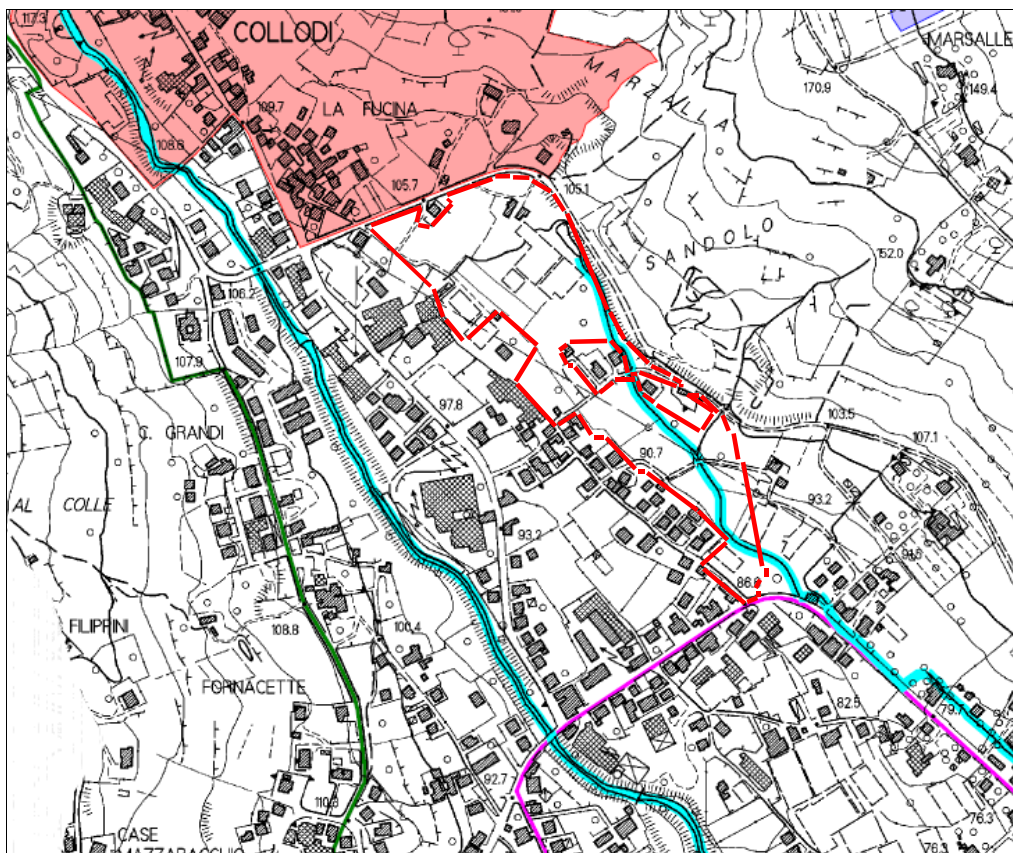 117.3
COLLODI
MARSALLE
MARZALLA
170.9
149.4
109.7
LA FUCINA
108.8
105.7
105.1
SANDOLO
152.0
106.2
107.9
97.8
C. GRANDI
103.5
107.1
90.7
AL COLLE
93.2
93.2
91.5
86.6
FILIPPINI
108.8
100.4
FORNACETTE
82.5
79.7
92.7
110.8
76.3
CASE
76.3